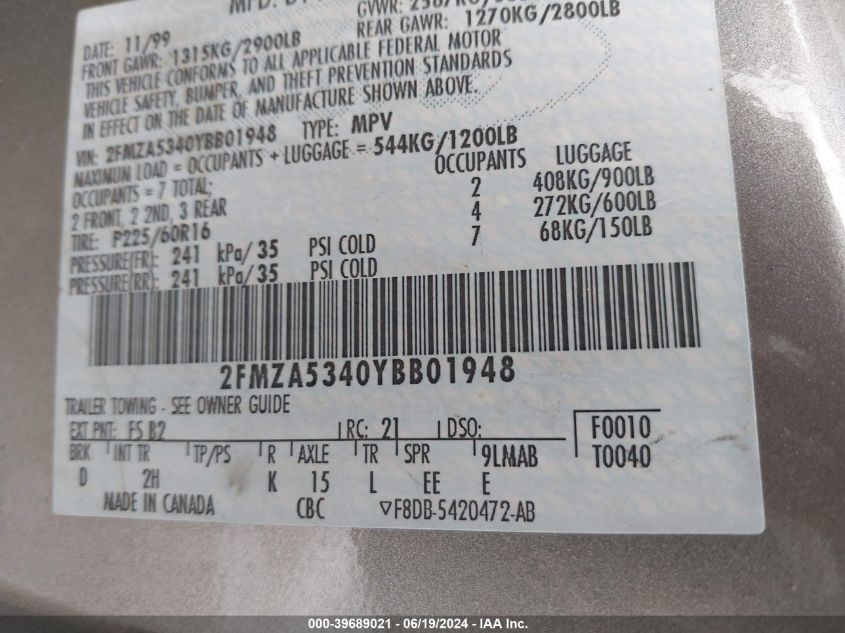 MFD. BY
GVWR:
DATE: 11/99
REAR GAWR: 1270KG/2800LB
FRONT GAWR: 1315KG/2900LB
THIS VEHICLE CONFORMS TO ALL APPLICABLE FEDERAL MOTOR
VEHICLE SAFETY, BUMPER, AND THEFT PREVENTION STANDARDS
IN EFFECT ON THE DATE OF MANUFACTURE SHOWN ABOVE.
VIN: 2FMZA5340YBB01948 TYPE: MPV
MAXIMUM LOAD = OCCUPANTS + LUGGAGE = 544KG/1200LB
OCCUPANTS = 7 TOTAL: OCCUPANTS LUGGAGE
2 FRONT, 2 2ND, 3 REAR 2 408KG/900LB
TIRE: P225/60R16 4 272KG/600LB
PRESSURE(FR): 241 kPa/ 35 PSI COLD 7 68KG/150LB
PRESSURE(RR): 241 kPa/ 35 PSI COLD
2FMZA5340YBB01948
TRAILER TOWING - SEE OWNER GUIDE
EXT PNT: FS B2 RC: 21 DSO: F0010
BRK INT TR TP/PS R AXLE TR SPR 9LMAB T0040
D 2H K 15 L EE E
MADE IN CANADA CBC ▽F8DB-5420472-AB
000-39689021 - 06/19/2024 - IAA Inc.